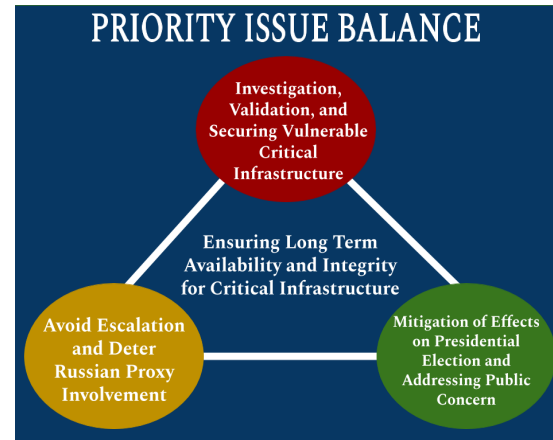 PRIORITY ISSUE BALANCE
Investigation,
Validation, and
Securing Vulnerable
Critical
Infrastructure
Ensuring Long Term
Availability and Integrity
for Critical Infrastructure
Avoid Escalation
and Deter
Russian Proxy
Involvement
Mitigation of Effects
on Presidential
Election and
Addressing Public
Concern